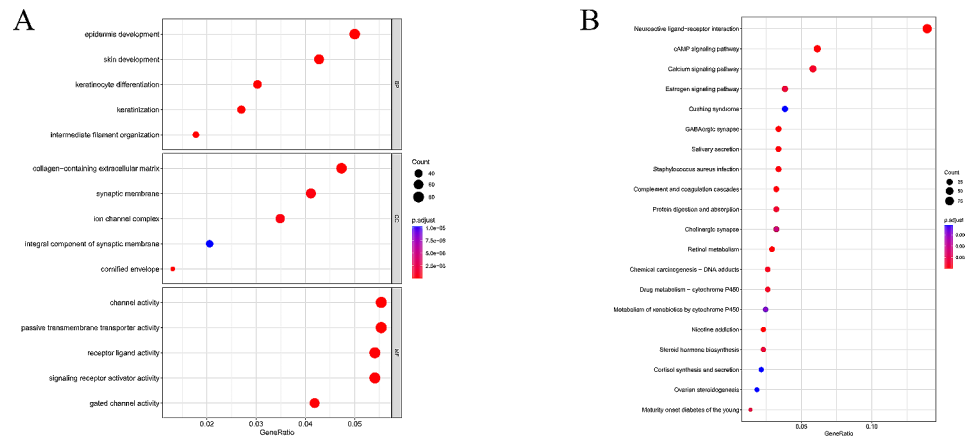 A
epidermis development
skin development
keratinocyte differentiation
keratinization
intermediate filament organization
BP
collagen-containing extracellular matrix
synaptic membrane
ion channel complex
integral component of synaptic membrane
cornified envelope
CC
channel activity
passive transmembrane transporter activity
receptor ligand activity
signaling receptor activator activity
gated channel activity
MF
0.02 0.03 0.04 0.05
GeneRatio
Count
40
60
80
p.adjust
1.0e-05
7.5e-06
5.0e-06
2.5e-06
B
Neuroactive ligand-receptor interaction
cAMP signaling pathway
Calcium signaling pathway
Estrogen signaling pathway
Cushing syndrome
GABAergic synapse
Salivary secretion
Staphylococcus aureus infection
Complement and coagulation cascades
Protein digestion and absorption
Cholinergic synapse
Retinol metabolism
Chemical carcinogenesis - DNA adducts
Drug metabolism - cytochrome P450
Metabolism of xenobiotics by cytochrome P450
Nicotine addiction
Steroid hormone biosynthesis
Cortisol synthesis and secretion
Ovarian steroidogenesis
Maturity onset diabetes of the young
0.05 0.10
GeneRatio
Count
25
50
75
p.adjust